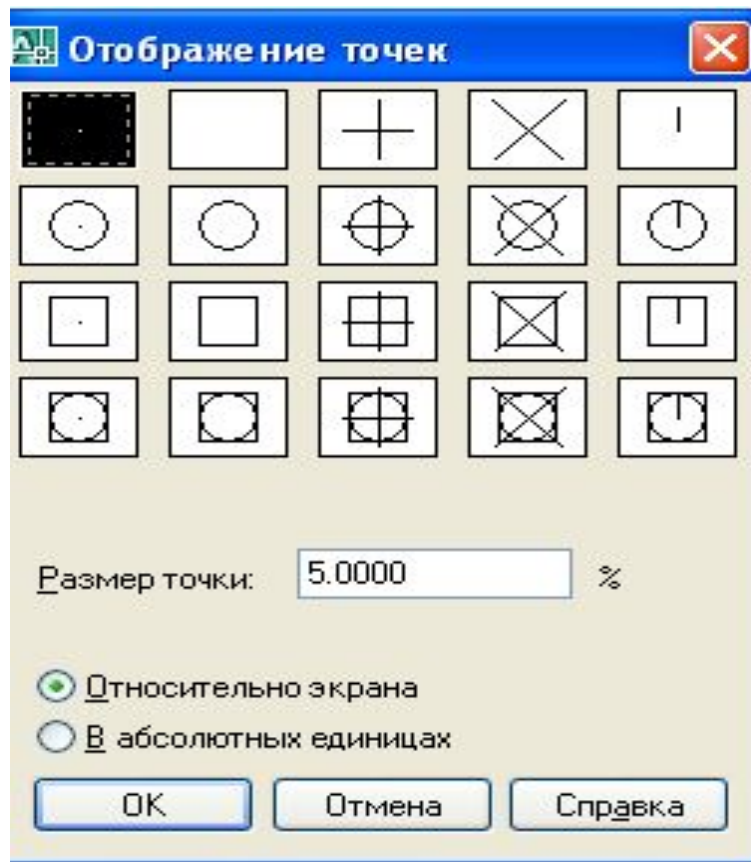 Отображение точек
Размер точки: 5.0000 %
Относительно экрана
В абсолютных единицах
OK Отмена Справка